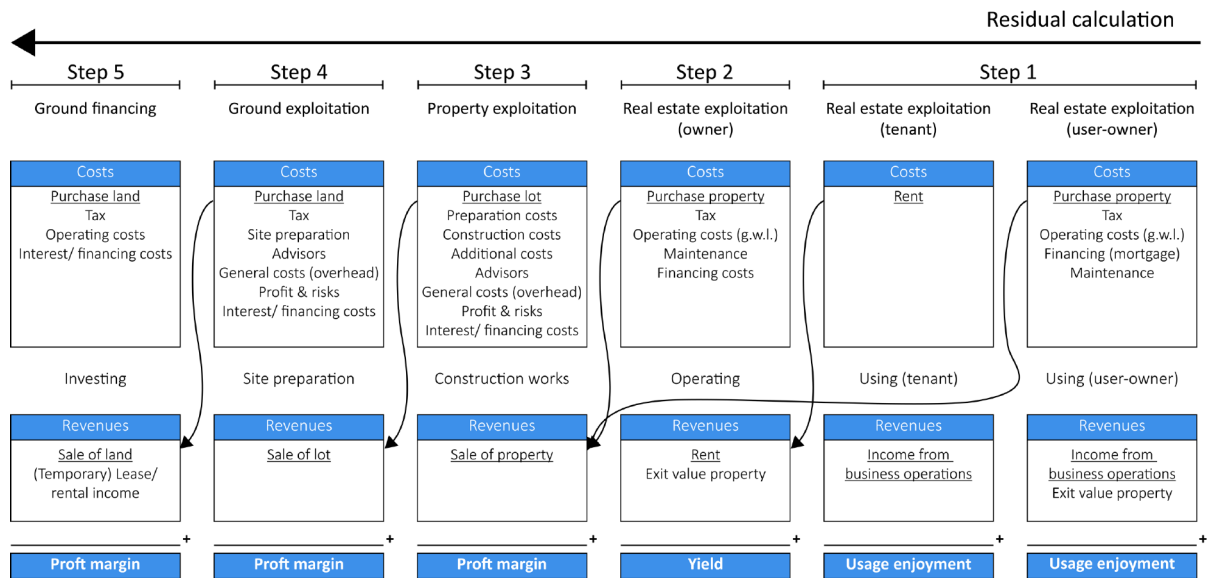 Residual calculation
Step 5
Step 4
Step 3
Step 2
Step 1
Ground financing
Ground exploitation
Property exploitation
Real estate exploitation
(owner)
Real estate exploitation
(tenant)
Real estate exploitation
(user-owner)
Costs
Purchase land
Tax
Operating costs
Interest/ financing costs
Costs
Purchase land
Tax
Site preparation
Advisors
General costs (overhead)
Profit & risks
Interest/ financing costs
Costs
Purchase lot
Preparation costs
Construction costs
Additional costs
Advisors
General costs (overhead)
Profit & risks
Interest/ financing costs
Costs
Purchase property
Tax
Operating costs (g.w.l.)
Maintenance
Financing costs
Costs
Rent
Costs
Purchase property
Tax
Operating costs (g.w.l.)
Financing (mortgage)
Maintenance
Investing
Site preparation
Construction works
Operating
Using (tenant)
Using (user-owner)
Revenues
Sale of land
(Temporary) Lease/
rental income
Revenues
Sale of lot
Revenues
Sale of property
Revenues
Rent
Exit value property
Revenues
Income from
business operations
Revenues
Income from
business operations
Exit value property
+
+
+
+
+
+
Proft margin
Proft margin
Proft margin
Yield
Usage enjoyment
Usage enjoyment